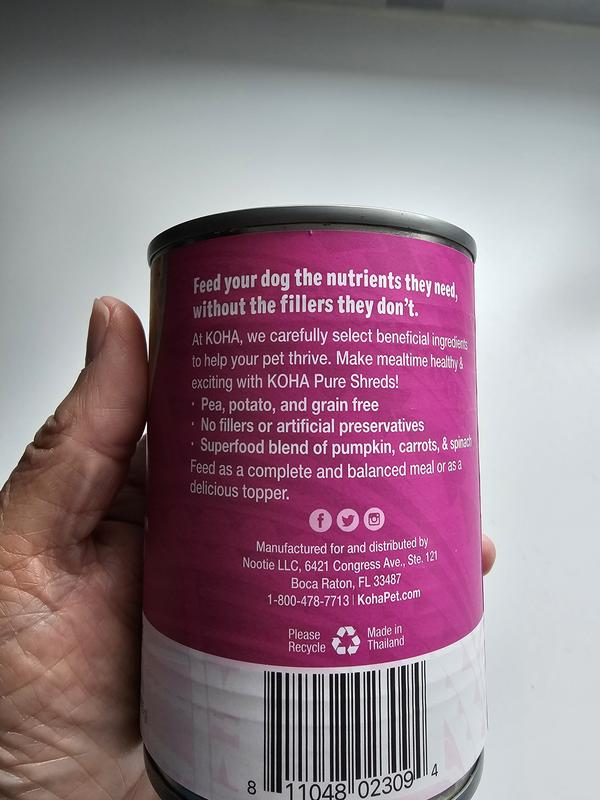 Feed your dog the nutrients they need,
without the fillers they don't.
At KOHA, we carefully select beneficial ingredients
to help your pet thrive. Make mealtime healthy &
exciting with KOHA Pure Shreds!
· Pea, potato, and grain free
· No fillers or artificial preservatives
· Superfood blend of pumpkin, carrots, & spinach
Feed as a complete and balanced meal or as a
delicious topper.
Manufactured for and distributed by
Nootie LLC, 6421 Congress Ave., Ste. 121
Boca Raton, FL 33487
1-800-478-7713 | KohaPet.com
Please Recycle
Made in Thailand
8 11048 02309 4